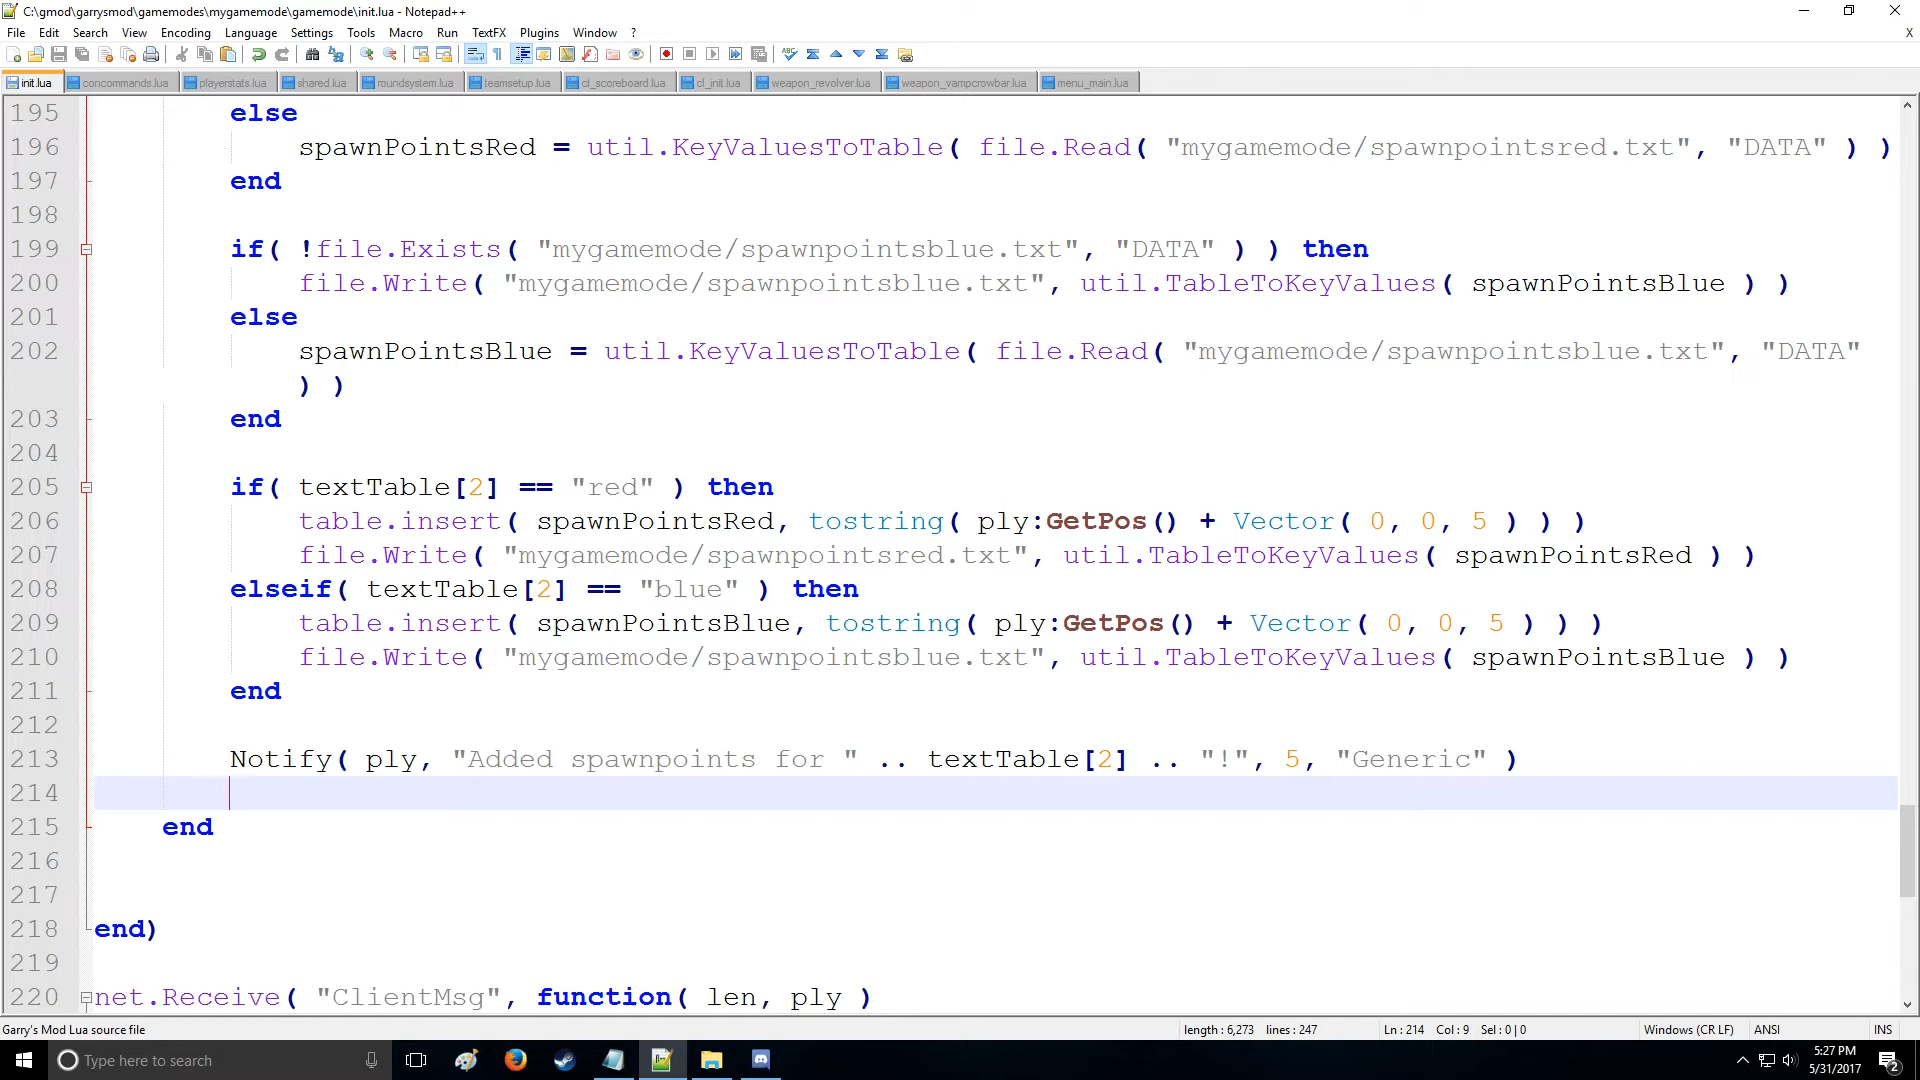 C:\gmod\garrysmod\gamemodes\mygamemode\gamemode\init.lua - Notepad++
File Edit Search View Encoding Language Settings Tools Macro Run TextFX Plugins Window ? X
init.lua concommands.lua playerstats.lua shared.lua roundsystem.lua teamsetup.lua cl_scoreboard.lua cl_init.lua weapon_revolver.lua weapon_vampcrowbar.lua menu_main.lua
195 else
196 spawnPointsRed = util.KeyValuesToTable( file.Read( "mygamemode/spawnpointsred.txt", "DATA" ) )
197 end
198
199 if( !file.Exists( "mygamemode/spawnpointsblue.txt", "DATA" ) ) then
200 file.Write( "mygamemode/spawnpointsblue.txt", util.TableToKeyValues( spawnPointsBlue ) )
201 else
202 spawnPointsBlue = util.KeyValuesToTable( file.Read( "mygamemode/spawnpointsblue.txt", "DATA"
) )
203 end
204
205 if( textTable[2] == "red" ) then
206 table.insert( spawnPointsRed, tostring( ply:GetPos() + Vector( 0, 0, 5 ) ) )
207 file.Write( "mygamemode/spawnpointsred.txt", util.TableToKeyValues( spawnPointsRed ) )
208 elseif( textTable[2] == "blue" ) then
209 table.insert( spawnPointsBlue, tostring( ply:GetPos() + Vector( 0, 0, 5 ) ) )
210 file.Write( "mygamemode/spawnpointsblue.txt", util.TableToKeyValues( spawnPointsBlue ) )
211 end
212
213 Notify( ply, "Added spawnpoints for " .. textTable[2] .. "!", 5, "Generic" )
214
215 end
216
217
218 end)
219
220 net.Receive( "ClientMsg", function( len, ply )
Garry's Mod Lua source file length : 6,273 lines : 247 Ln : 214 Col : 9 Sel : 0 | 0 Windows (CR LF) ANSI INS
Type here to search 5:27 PM
5/31/2017 2